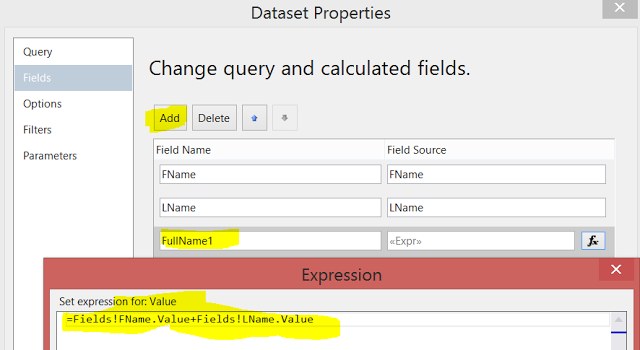 Dataset Properties
Query
Fields
Options
Filters
Parameters
Change query and calculated fields.
Add Delete
Field Name Field Source
FName FName
LName LName
FullName1 «Expr» fx
Expression
Set expression for: Value
=Fields!FName.Value+Fields!LName.Value